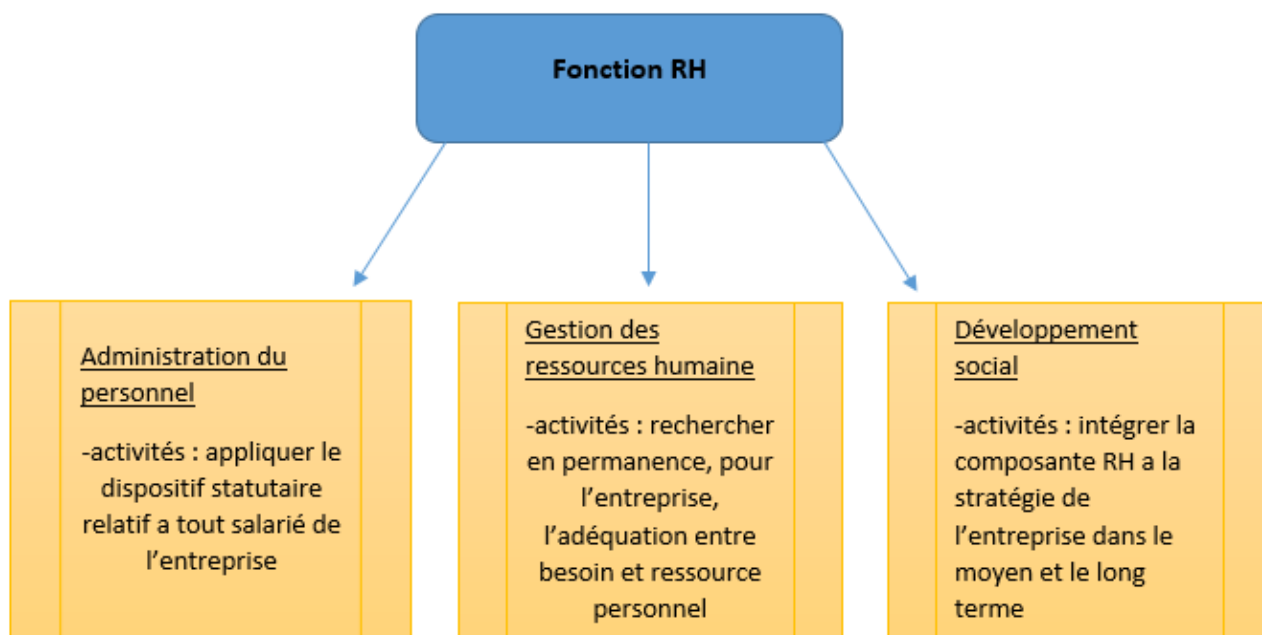 Fonction RH
Administration du
personnel
-activités : appliquer le
dispositif statutaire
relatif a tout salarié de
l’entreprise
Gestion des
ressources humaine
-activités : rechercher
en permanence, pour
l’entreprise,
l’adéquation entre
besoin et ressource
personnel
Développement
social
-activités : intégrer la
composante RH a la
stratégie de
l’entreprise dans le
moyen et le long
terme